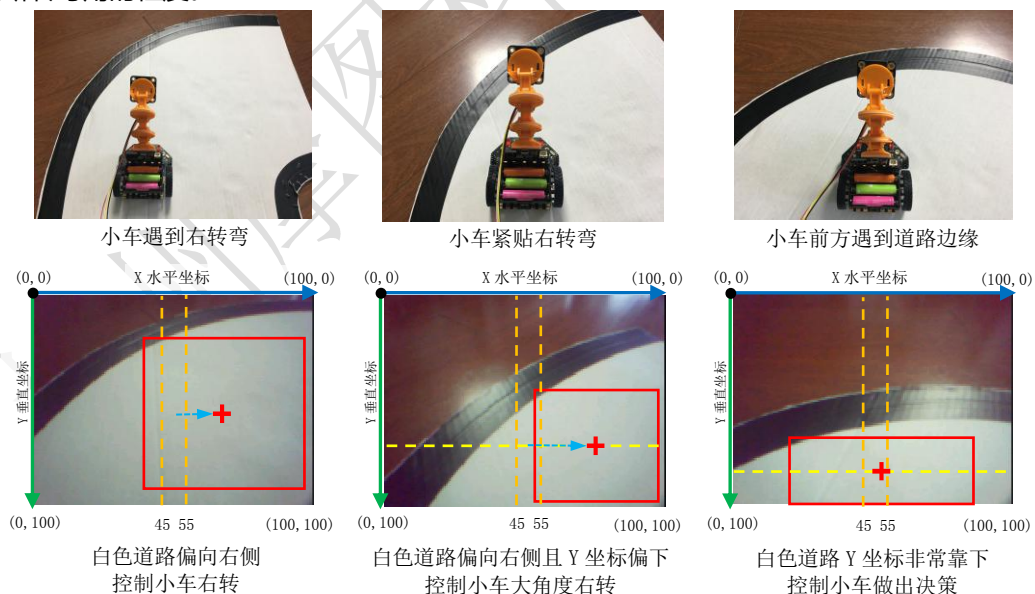 小车遇到右转弯
小车紧贴右转弯
小车前方遇到道路边缘
(0,0) X 水平坐标 (100,0)
Y 垂直坐标
(0,100) 45 55 (100,100)
(0,0) X 水平坐标 (100,0)
Y 垂直坐标
(0,100) 45 55 (100,100)
(0,0) X 水平坐标 (100,0)
Y 垂直坐标
(0,100) 45 55 (100,100)
白色道路偏向右侧
控制小车右转
白色道路偏向右侧且 Y 坐标偏下
控制小车大角度右转
白色道路 Y 坐标非常靠下
控制小车做出决策